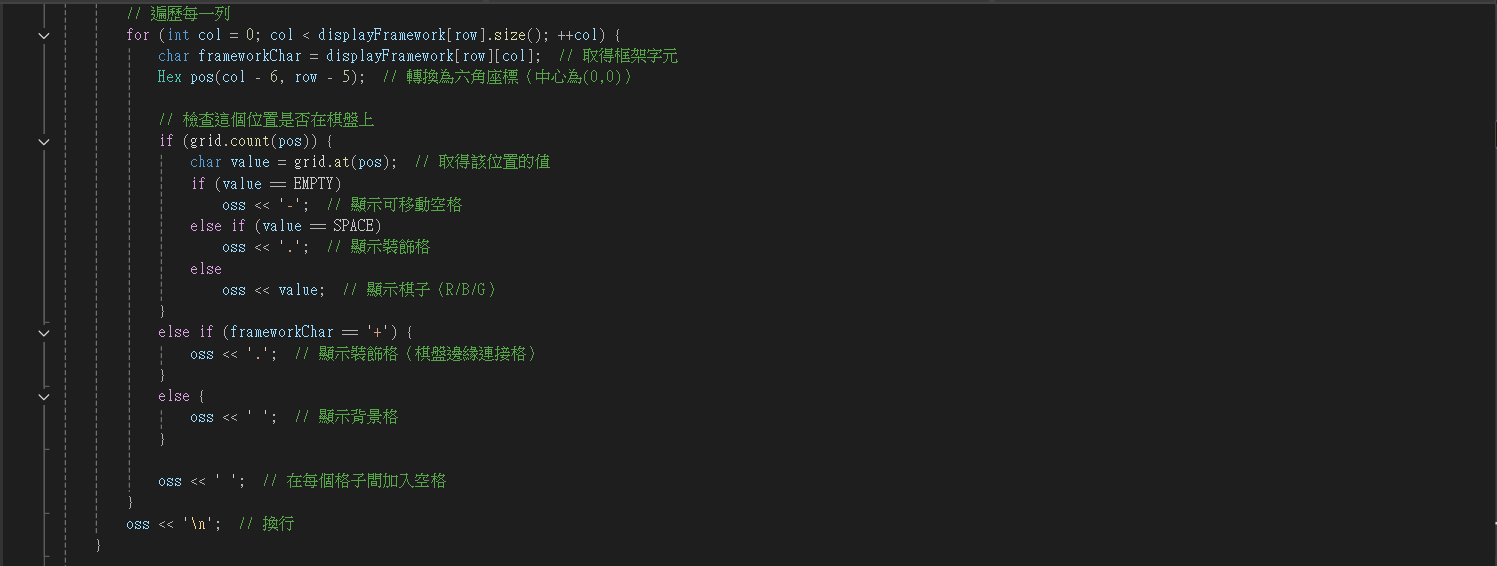 // 遍歷每一列
for (int col = 0; col < displayFramework[row].size(); ++col) {
char frameworkChar = displayFramework[row][col];  // 取得框架字元
Hex pos(col - 6, row - 5);  // 轉換為六角座標（中心為(0,0)）
// 檢查這個位置是否在棋盤上
if (grid.count(pos)) {
char value = grid.at(pos);  // 取得該位置的值
if (value == EMPTY)
oss << '-';  // 顯示可移動空格
else if (value == SPACE)
oss << '.';  // 顯示裝飾格
else
oss << value;  // 顯示棋子（R/B/G）
}
else if (frameworkChar == '+') {
oss << '.';  // 顯示裝飾格（棋盤邊緣連接格）
}
else {
oss << ' ';  // 顯示背景格
}
oss << ' ';  // 在每個格子間加入空格
}
oss << '\n';  // 換行
}